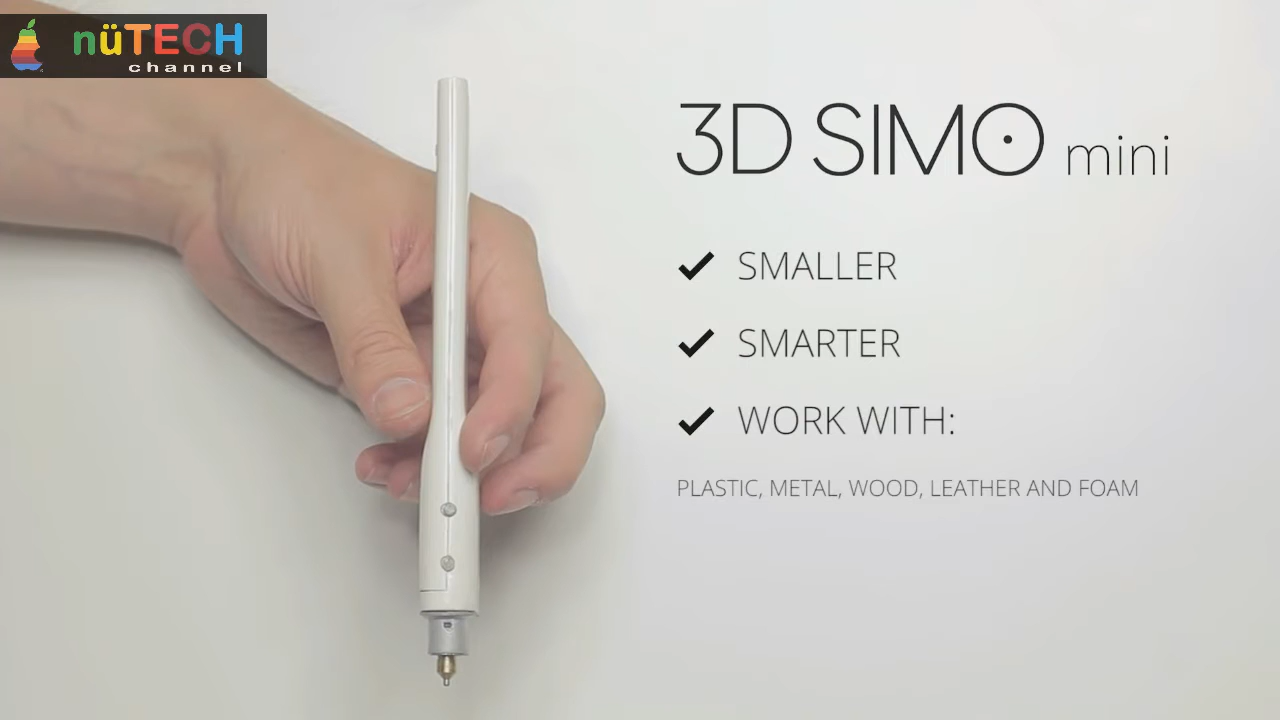 nüTECH
channel
3D SIMO mini
SMALLER
SMARTER
WORK WITH:
PLASTIC, METAL, WOOD, LEATHER AND FOAM